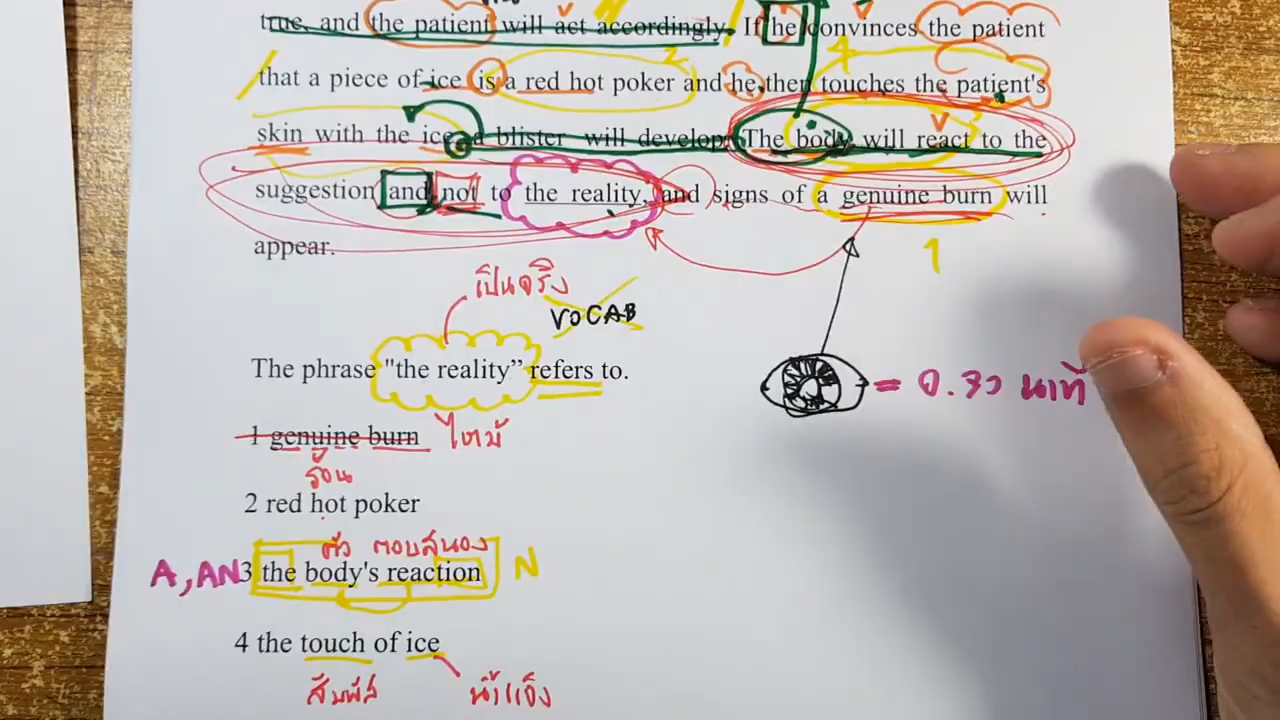 true, and the patient will act accordingly. If he convinces the patient
that a piece of ice is a red hot poker and he then touches the patient's
skin with the ice a blister will develop. The body will react to the
suggestion and not to the reality, and signs of a genuine burn will
appear.
1
2
4
เป็นจริง
VOCAB
The phrase "the reality” refers to.
= 0.33 นาที
1 genuine burn ไหม้
ร้อน
2 red hot poker
ตัว ตอบสนอง
A, AN 3 the body's reaction N
4 the touch of ice
สัมผัส น้ำแข็ง